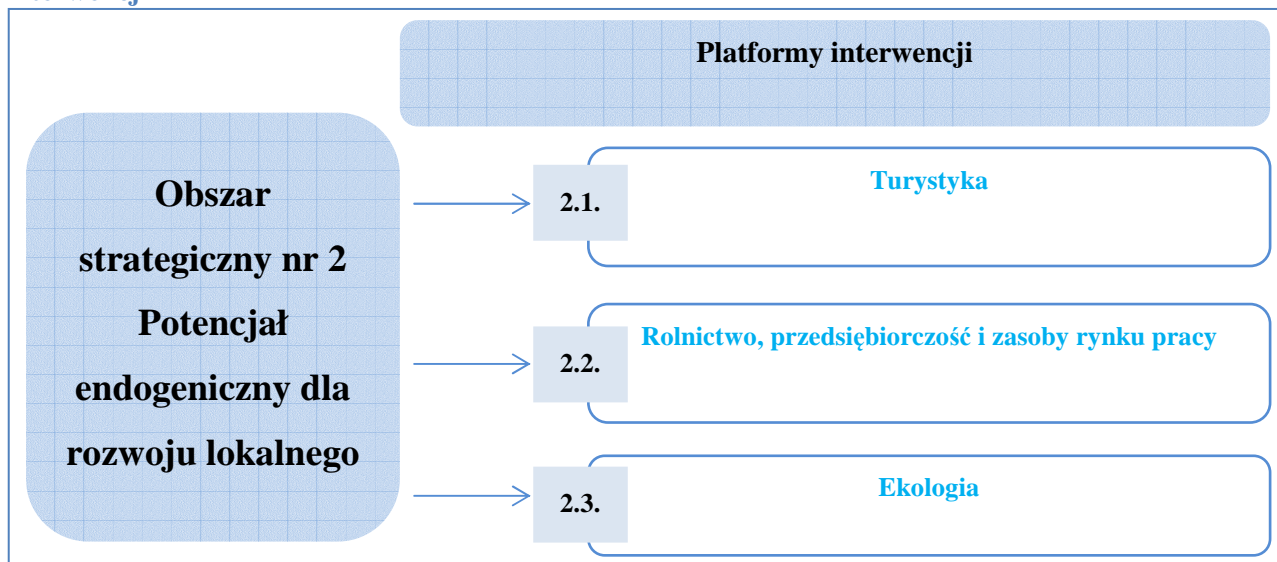 Platformy interwencji
Obszar
strategiczny nr 2
Potencjał
endogeniczny dla
rozwoju lokalnego
2.1.
Turystyka
2.2.
Rolnictwo, przedsiębiorczość i zasoby rynku pracy
2.3.
Ekologia